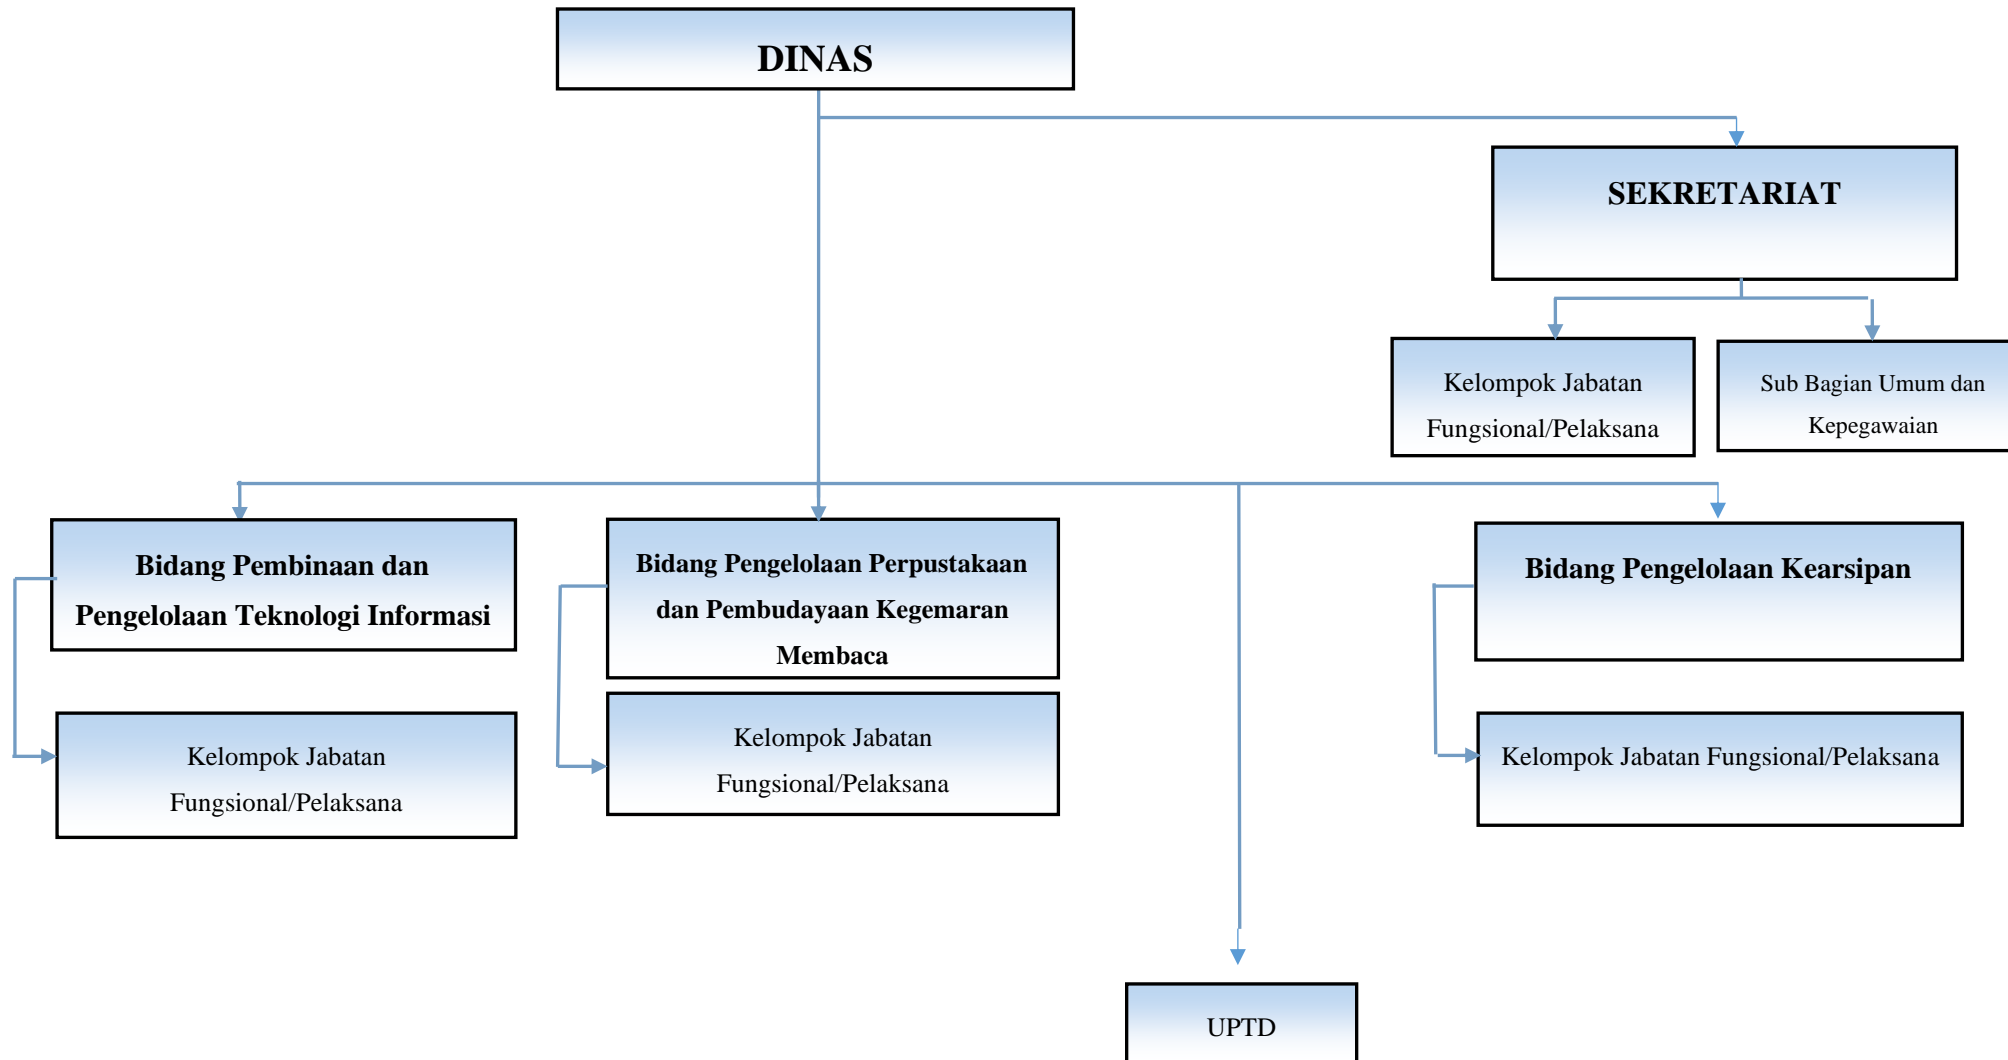 DINAS
SEKRETARIAT
Kelompok Jabatan
Fungsional/Pelaksana
Sub Bagian Umum dan
Kepegawaian
Bidang Pembinaan dan
Pengelolaan Teknologi Informasi
Bidang Pengelolaan Perpustakaan
dan Pembudayaan Kegemaran
Membaca
Bidang Pengelolaan Kearsipan
Kelompok Jabatan
Fungsional/Pelaksana
Kelompok Jabatan
Fungsional/Pelaksana
Kelompok Jabatan Fungsional/Pelaksana
UPTD